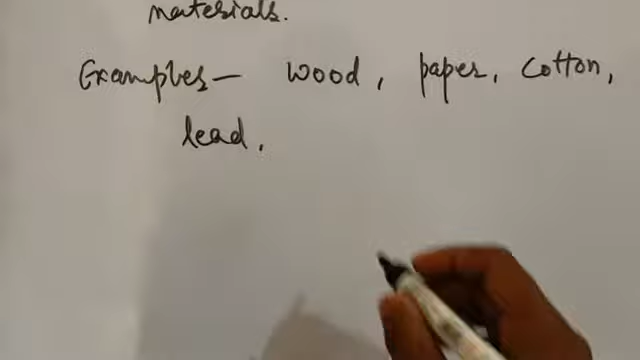 materials.
Examples— wood, paper, cotton,
lead.